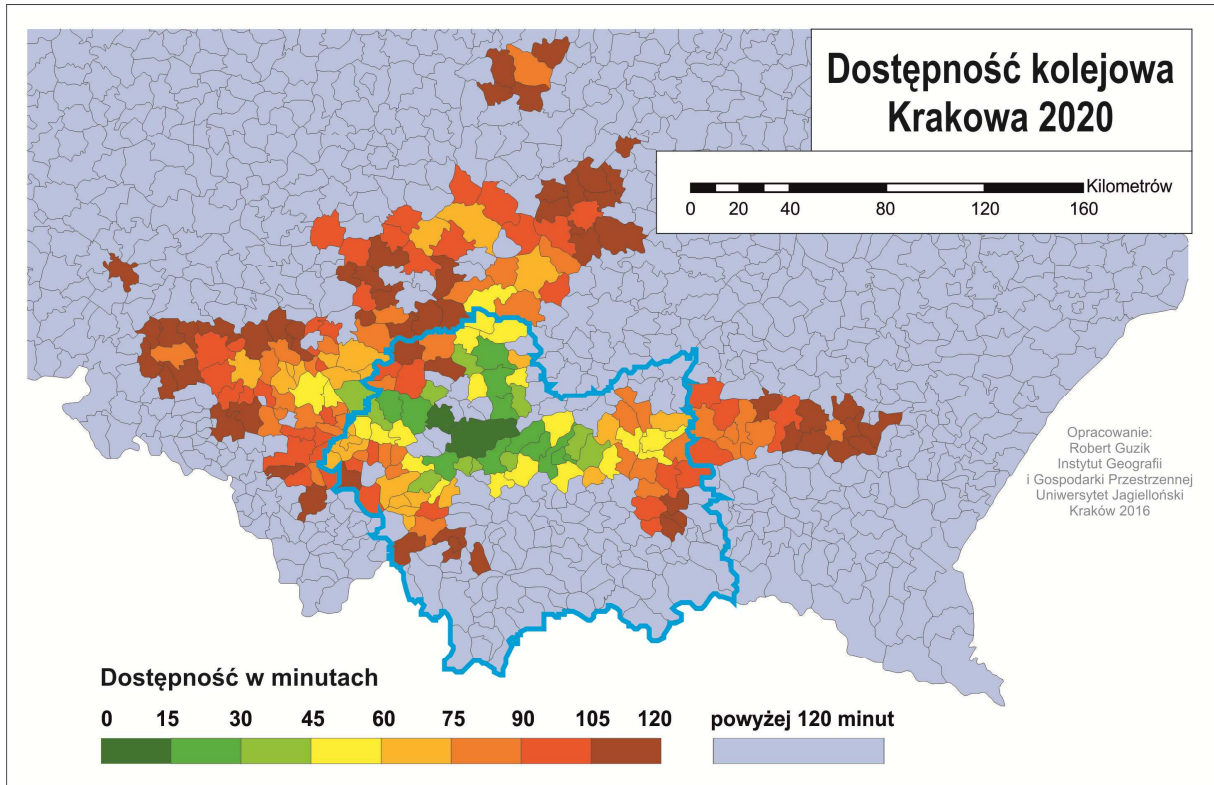 Dostępność kolejowa
Krakowa 2020
Kilometrów
0 20 40 80 120 160
Opracowanie:
Robert Guzik
Instytut Geografii
i Gospodarki Przestrzennej
Uniwersytet Jagielloński
Kraków 2016
Dostępność w minutach
0 15 30 45 60 75 90 105 120 powyżej 120 minut